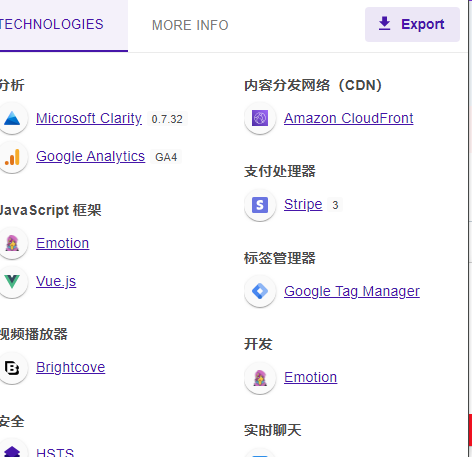 TECHNOLOGIES
MORE INFO
Export
分析
Microsoft Clarity 0.7.32
Google Analytics GA4
JavaScript 框架
Emotion
Vue.js
视频播放器
Brightcove
安全
HSTS
内容分发网络（CDN）
Amazon CloudFront
支付处理器
Stripe 3
标签管理器
Google Tag Manager
开发
Emotion
实时聊天